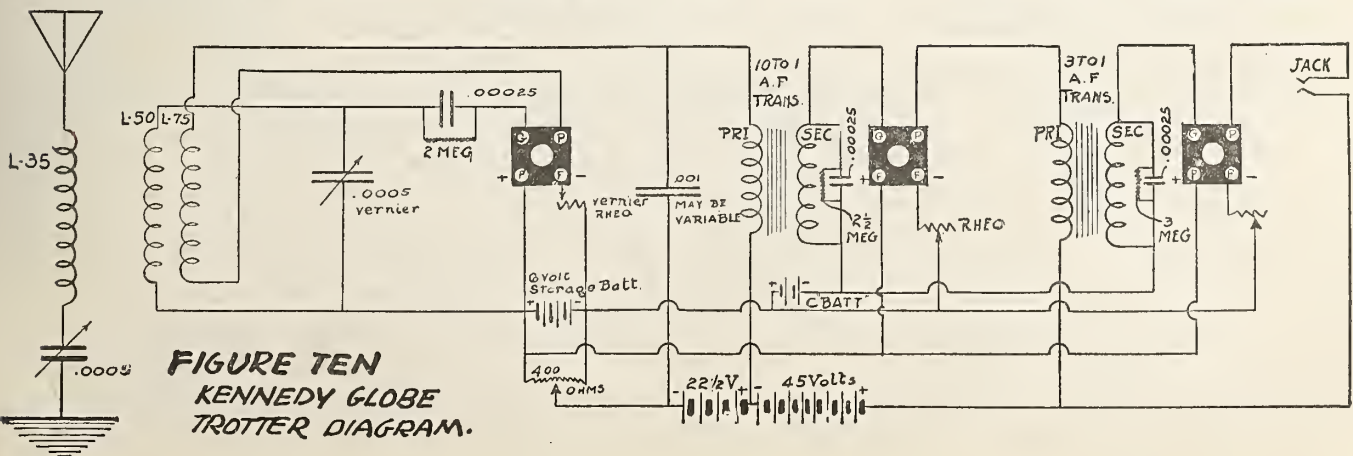 L-35
.0005
L-50
L-75
.0005
vernier
.00025
2 MEG
G
P
F
F
+
-
vernier
RHEO
6 volt
Storage Batt.
+
-
400
OHMS
.001
MAY BE
VARIABLE
10 TO 1
A.F
TRANS.
PRI
SEC
.00025
2½
MEG
G
P
F
F
+
-
RHEO
+
-
"C" BATT
22½V
-
+
45 Volts
-
+
3 TO 1
A.F
TRANS.
PRI
SEC
.00025
3
MEG
G
P
F
F
+
-
JACK
FIGURE TEN
KENNEDY GLOBE
TROTTER DIAGRAM.